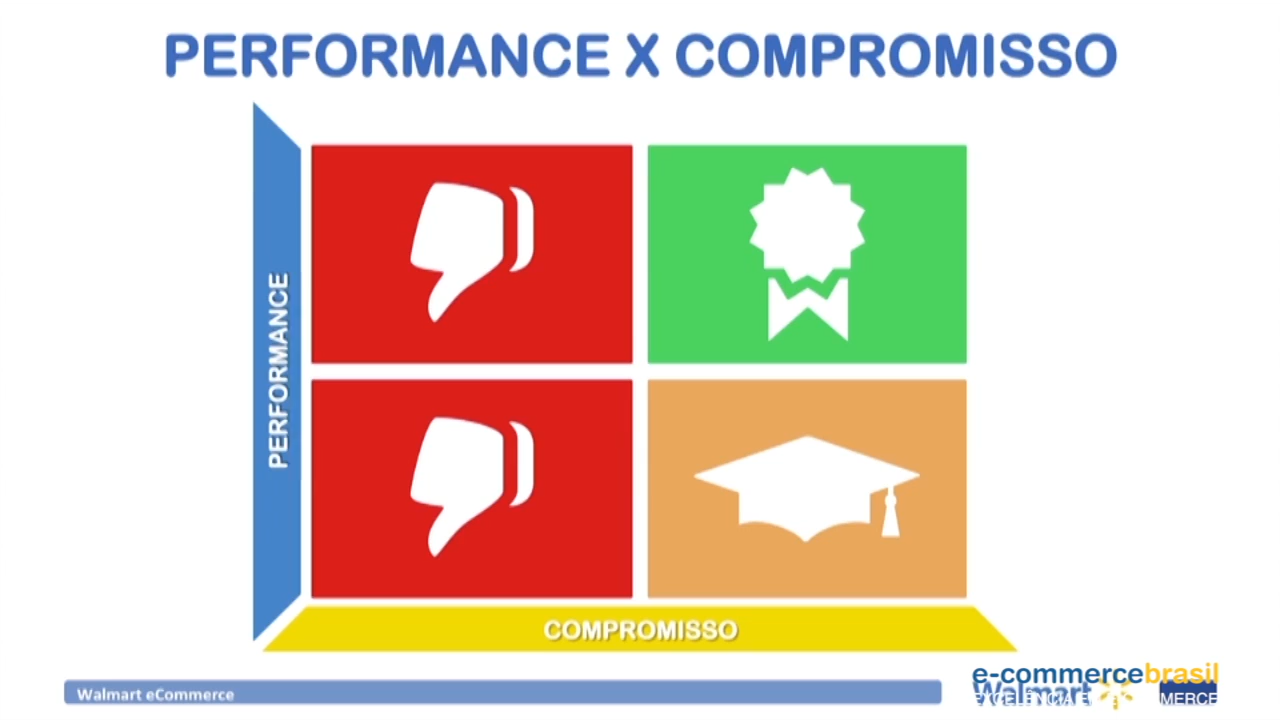 PERFORMANCE X COMPROMISSO
PERFORMANCE
COMPROMISSO
Walmart eCommerce
e-commercebrasil
Walmart